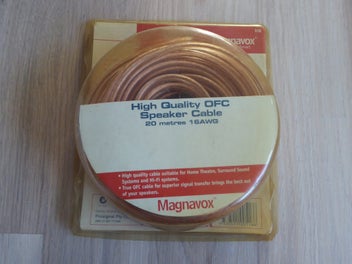 High Quality OFC
Speaker Cable
20 metres 16AWG
• High quality cable suitable for Home Theatre, Surround Sound
Systems and Hi-Fi systems.
• True OFC cable for superior signal transfer brings the best out
of your speakers.
Magnavox